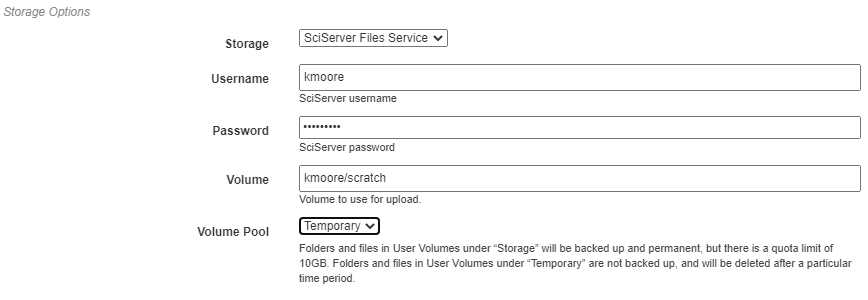 Storage Options
Storage SciServer Files Service
Username kmoore
SciServer username
Password •••••••••
SciServer password
Volume kmoore/scratch
Volume to use for upload.
Volume Pool Temporary
Folders and files in User Volumes under “Storage” will be backed up and permanent, but there is a quota limit of
10GB. Folders and files in User Volumes under “Temporary” are not backed up, and will be deleted after a particular
time period.